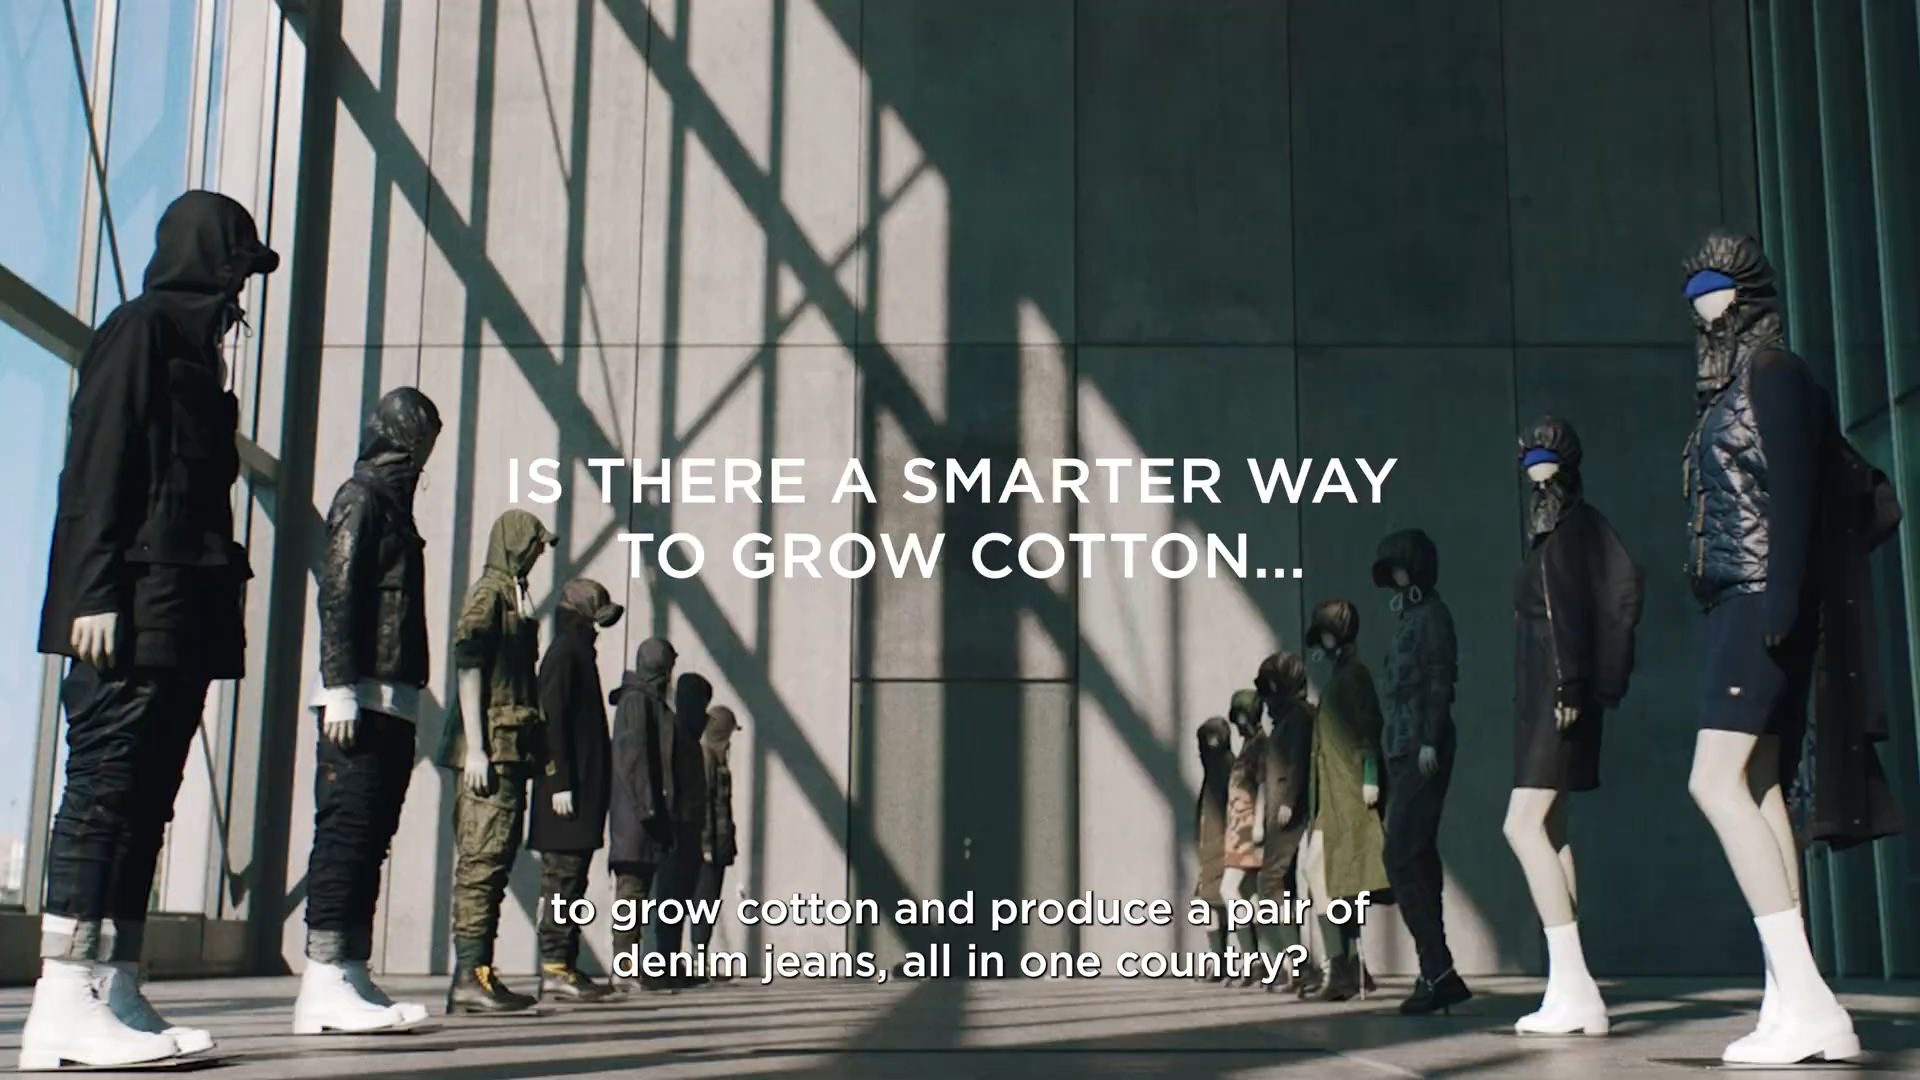 IS THERE A SMARTER WAY
TO GROW COTTON...
to grow cotton and produce a pair of
denim jeans, all in one country?